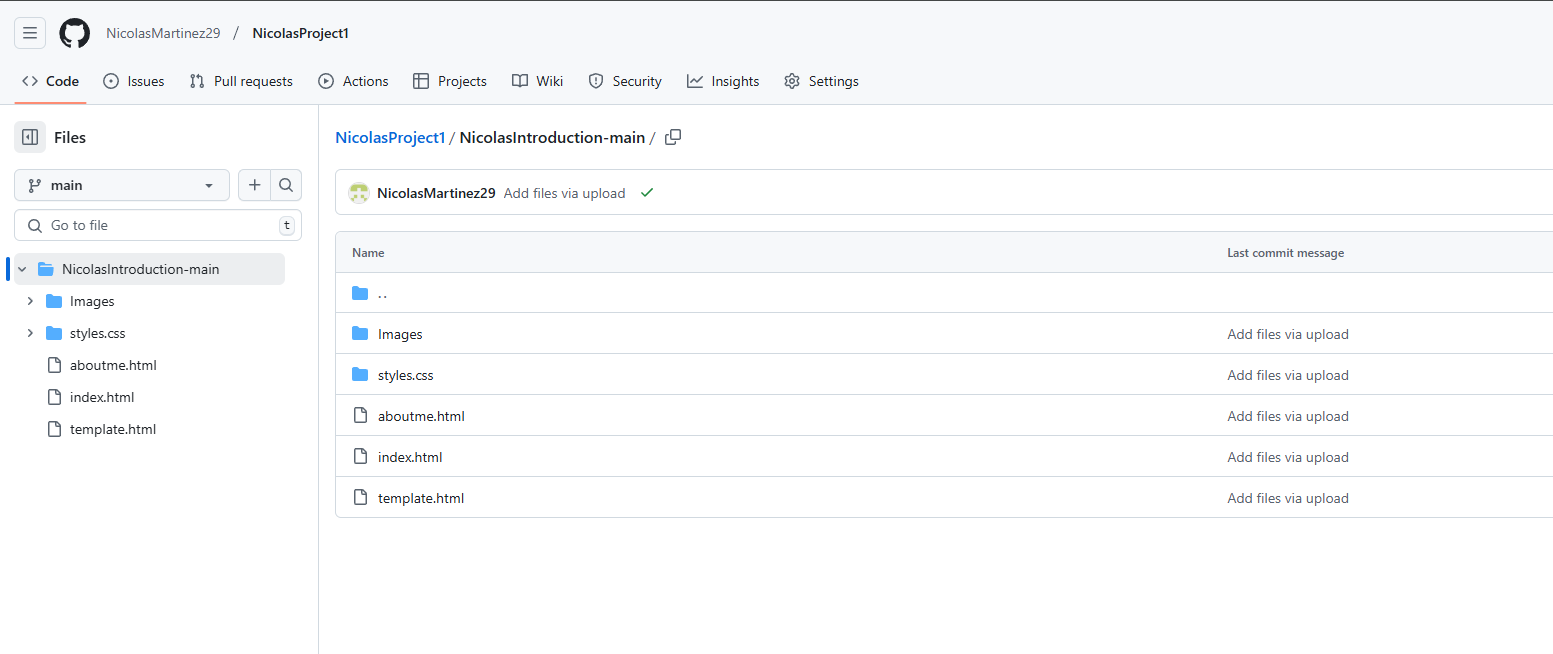 NicolasMartinez29 / NicolasProject1
Code Issues Pull requests Actions Projects Wiki Security Insights Settings
Files
main
Go to file t
NicolasIntroduction-main
Images
styles.css
aboutme.html
index.html
template.html
NicolasProject1 / NicolasIntroduction-main /
NicolasMartinez29 Add files via upload
Name Last commit message
..
Images Add files via upload
styles.css Add files via upload
aboutme.html Add files via upload
index.html Add files via upload
template.html Add files via upload